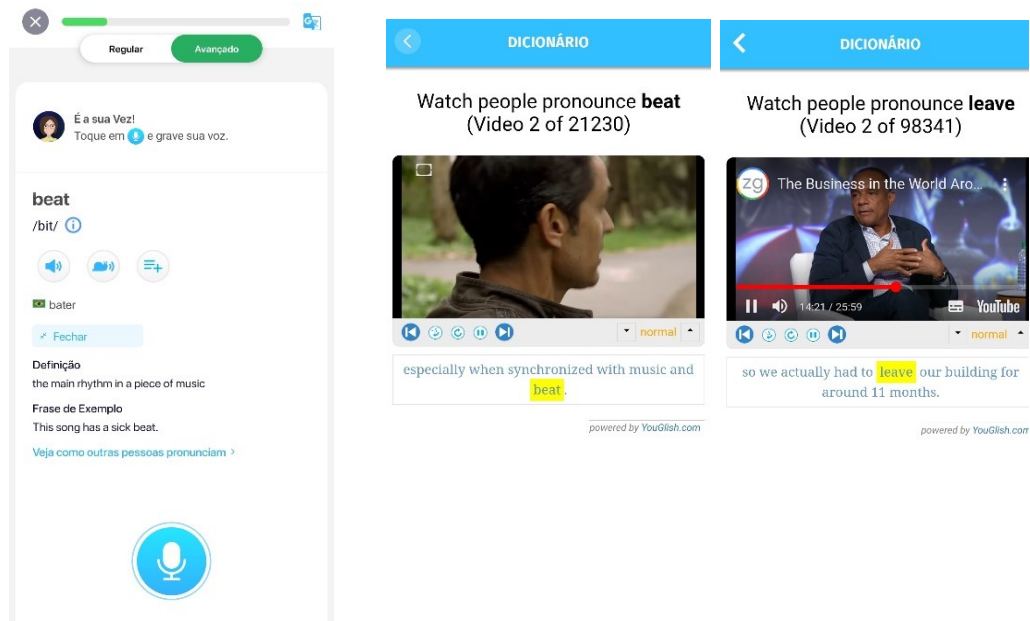 Regular
Avançado
É a sua Vez!
Toque em e grave sua voz.
beat
/bit/
bater
Fechar
Definição
the main rhythm in a piece of music
Frase de Exemplo
This song has a sick beat.
Veja como outras pessoas pronunciam >
DICIONÁRIO
Watch people pronounce beat
(Video 2 of 21230)
normal
especially when synchronized with music and
beat.
powered by YouGlish.com
DICIONÁRIO
Watch people pronounce leave
(Video 2 of 98341)
zg The Business in the World Aro...
14:21 / 25:59
YouTube
normal
so we actually had to leave our building for
around 11 months.
powered by YouGlish.com